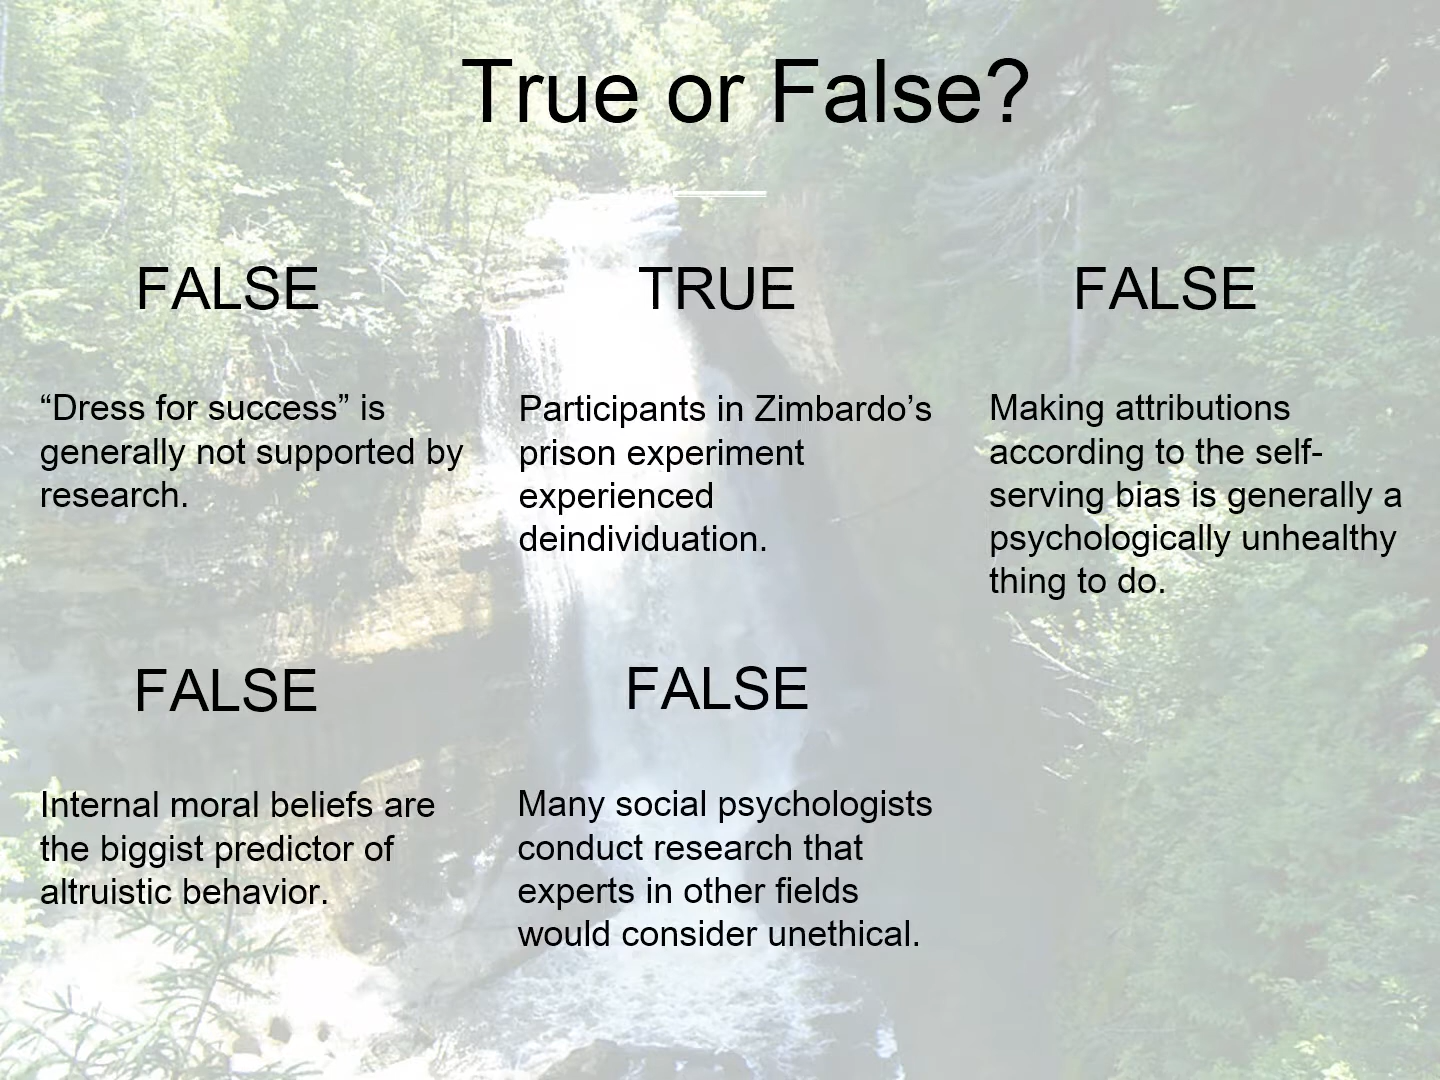 True or False?
FALSE
“Dress for success” is
generally not supported by
research.
TRUE
Participants in Zimbardo’s
prison experiment
experienced
deindividuation.
FALSE
Making attributions
according to the self-
serving bias is generally a
psychologically unhealthy
thing to do.
FALSE
Internal moral beliefs are
the biggist predictor of
altruistic behavior.
FALSE
Many social psychologists
conduct research that
experts in other fields
would consider unethical.